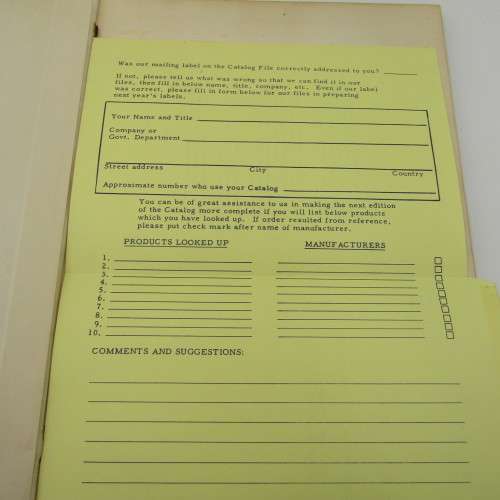 Was our mailing label on the Catalog File correctly addressed to you?
If not, please tell us what was wrong so that we can find it in our
files, then fill in below name, title, company, etc. Even if our label
was correct, please fill in form below for our files in preparing
next year's labels.
Your Name and Title
Company or
Govt. Department
Street address City Country
Approximate number who use your Catalog
You can be of great assistance to us in making the next edition
of the Catalog more complete if you will list below products
which you have looked up. If order resulted from reference,
please put check mark after name of manufacturer.
PRODUCTS LOOKED UP MANUFACTURERS
1.
2.
3.
4.
5.
6.
7.
8.
9.
10.
COMMENTS AND SUGGESTIONS: